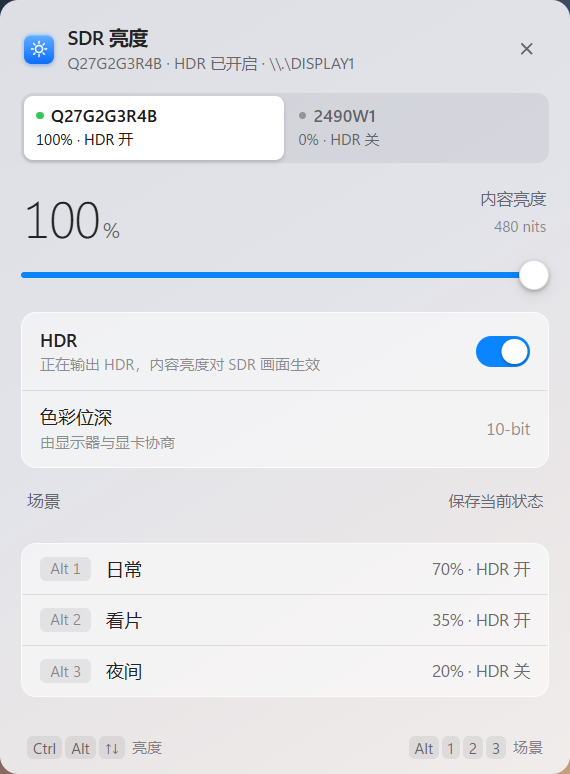 SDR 亮度
Q27G2G3R4B · HDR 已开启 · \\.\DISPLAY1
Q27G2G3R4B
100% · HDR 开
2490W1
0% · HDR 关
100%
内容亮度
480 nits
HDR
正在输出 HDR，内容亮度对 SDR 画面生效
色彩位深
由显示器与显卡协商
10-bit
场景
保存当前状态
Alt 1 日常 70% · HDR 开
Alt 2 看片 35% · HDR 开
Alt 3 夜间 20% · HDR 关
Ctrl Alt ↑↓ 亮度
Alt 1 2 3 场景